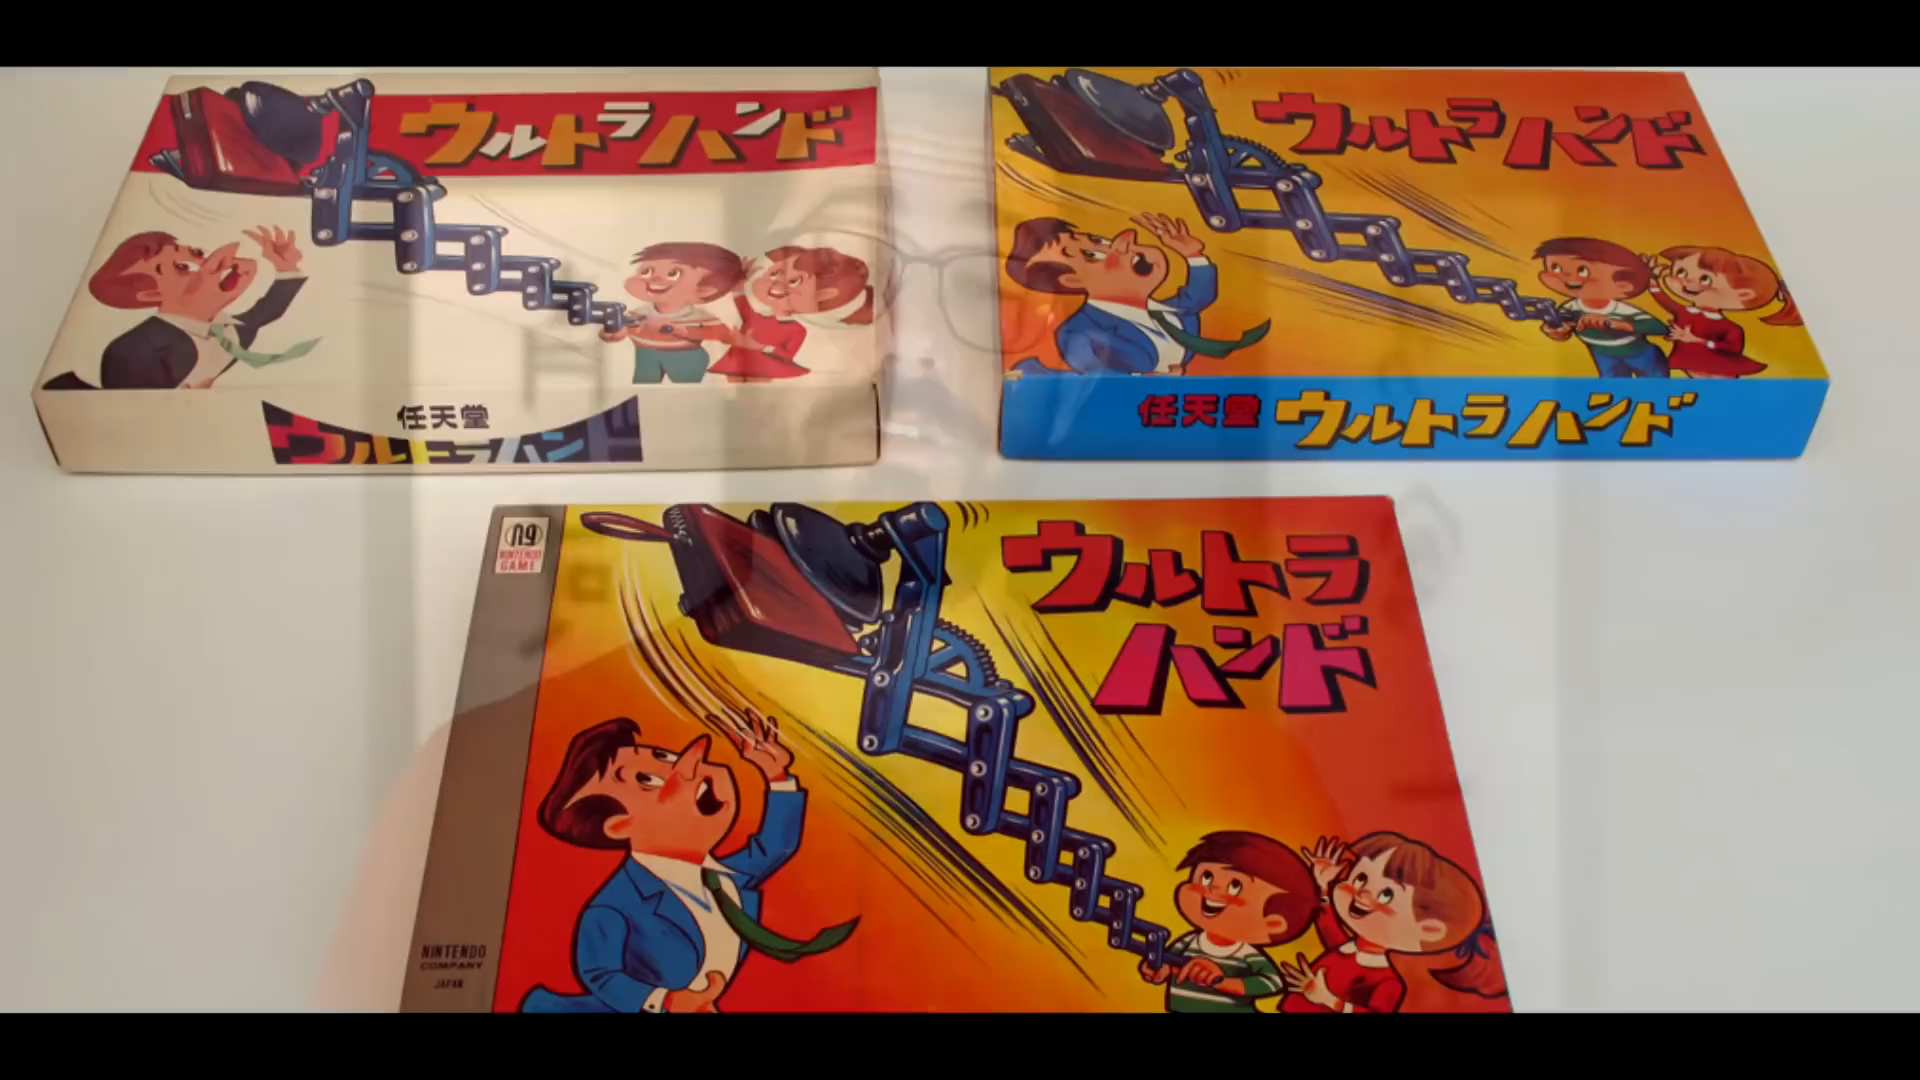 ウルトラハンド
任天堂
ウルトラハンド
ウルトラハンド
任天堂 ウルトラハンド
ng
NINTENDO
GAME
ウルトラ
ハンド
NINTENDO
COMPANY
JAPAN